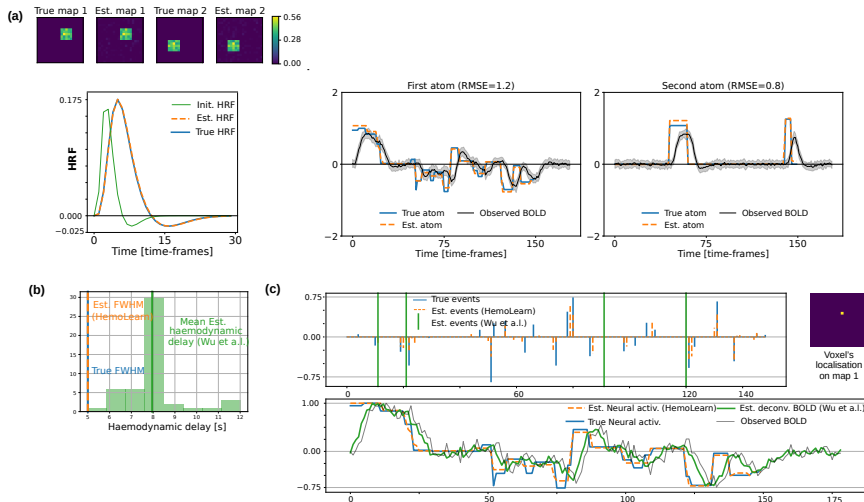 (a)
True map 1 Est. map 1 True map 2 Est. map 2
0.56
0.28
0.00
HRF
0.175
0.000
−0.025
Init. HRF
Est. HRF
True HRF
0 15 30
Time [time-frames]
First atom (RMSE=1.2)
2
0
−2
True atom
Est. atom
Observed BOLD
0 75 150
Time [time-frames]
Second atom (RMSE=0.8)
2
0
−2
True atom
Est. atom
Observed BOLD
0 75 150
Time [time-frames]
(b)
30
25
20
15
10
5
0
Est. FWHM
(HemoLearn)
True FWHM
Mean Est.
haemodynamic
delay (Wu et a.l.)
5 6 7 8 9 10 11 12
Haemodynamic delay [s]
(c)
0.75
0.00
−0.75
True events
Est. events (HemoLearn)
Est. events (Wu et a.l.)
0 60 120 140
Voxel's
localisation
on map 1
1.00
0.00
−0.75
Est. Neural activ. (HemoLearn)
True Neural activ.
Est. deconv. BOLD (Wu et a.l.)
Observed BOLD
0 50 100 150 175